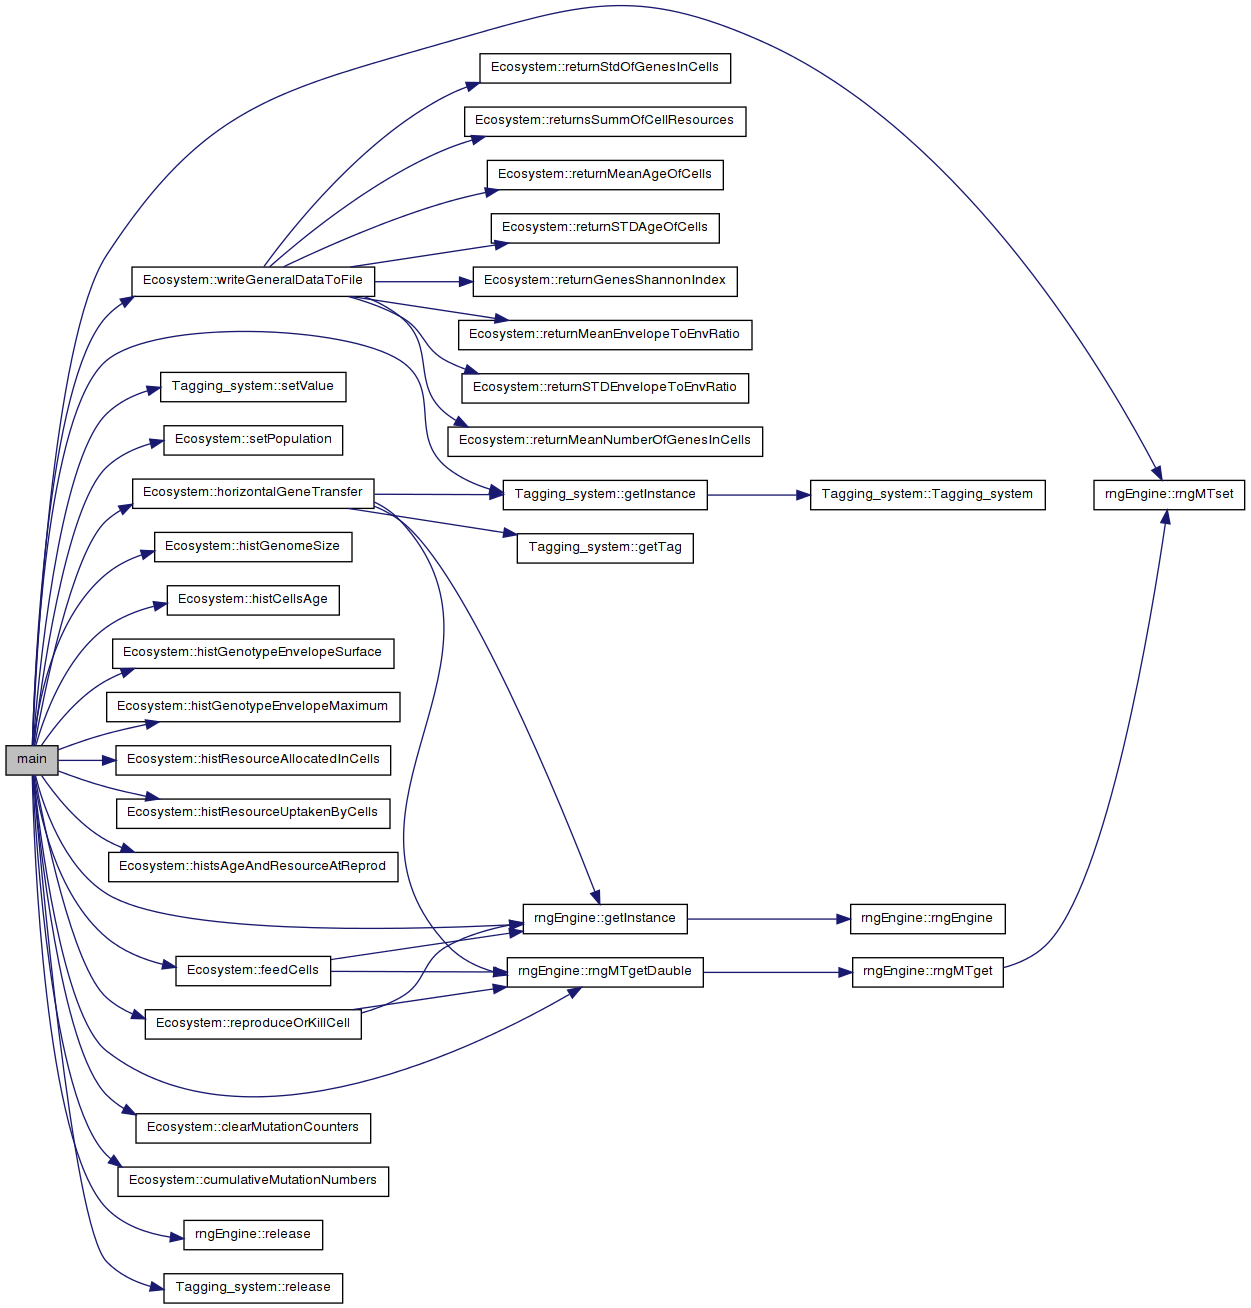 Ecosystem::returnStdOfGenesInCells
Ecosystem::returnsSummOfCellResources
Ecosystem::returnMeanAgeOfCells
Ecosystem::returnSTDAgeOfCells
Ecosystem::writeGeneralDataToFile
Ecosystem::returnGenesShannonIndex
Ecosystem::returnMeanEnvelopeToEnvRatio
Tagging_system::setValue
Ecosystem::returnSTDEnvelopeToEnvRatio
Ecosystem::setPopulation
Ecosystem::returnMeanNumberOfGenesInCells
Ecosystem::horizontalGeneTransfer
Tagging_system::getInstance
Tagging_system::Tagging_system
rngEngine::rngMTset
Ecosystem::histGenomeSize
Tagging_system::getTag
Ecosystem::histCellsAge
Ecosystem::histGenotypeEnvelopeSurface
Ecosystem::histGenotypeEnvelopeMaximum
main
Ecosystem::histResourceAllocatedInCells
Ecosystem::histResourceUptakenByCells
Ecosystem::histsAgeAndResourceAtReprod
rngEngine::getInstance
rngEngine::rngEngine
Ecosystem::feedCells
rngEngine::rngMTgetDauble
rngEngine::rngMTget
Ecosystem::reproduceOrKillCell
Ecosystem::clearMutationCounters
Ecosystem::cumulativeMutationNumbers
rngEngine::release
Tagging_system::release